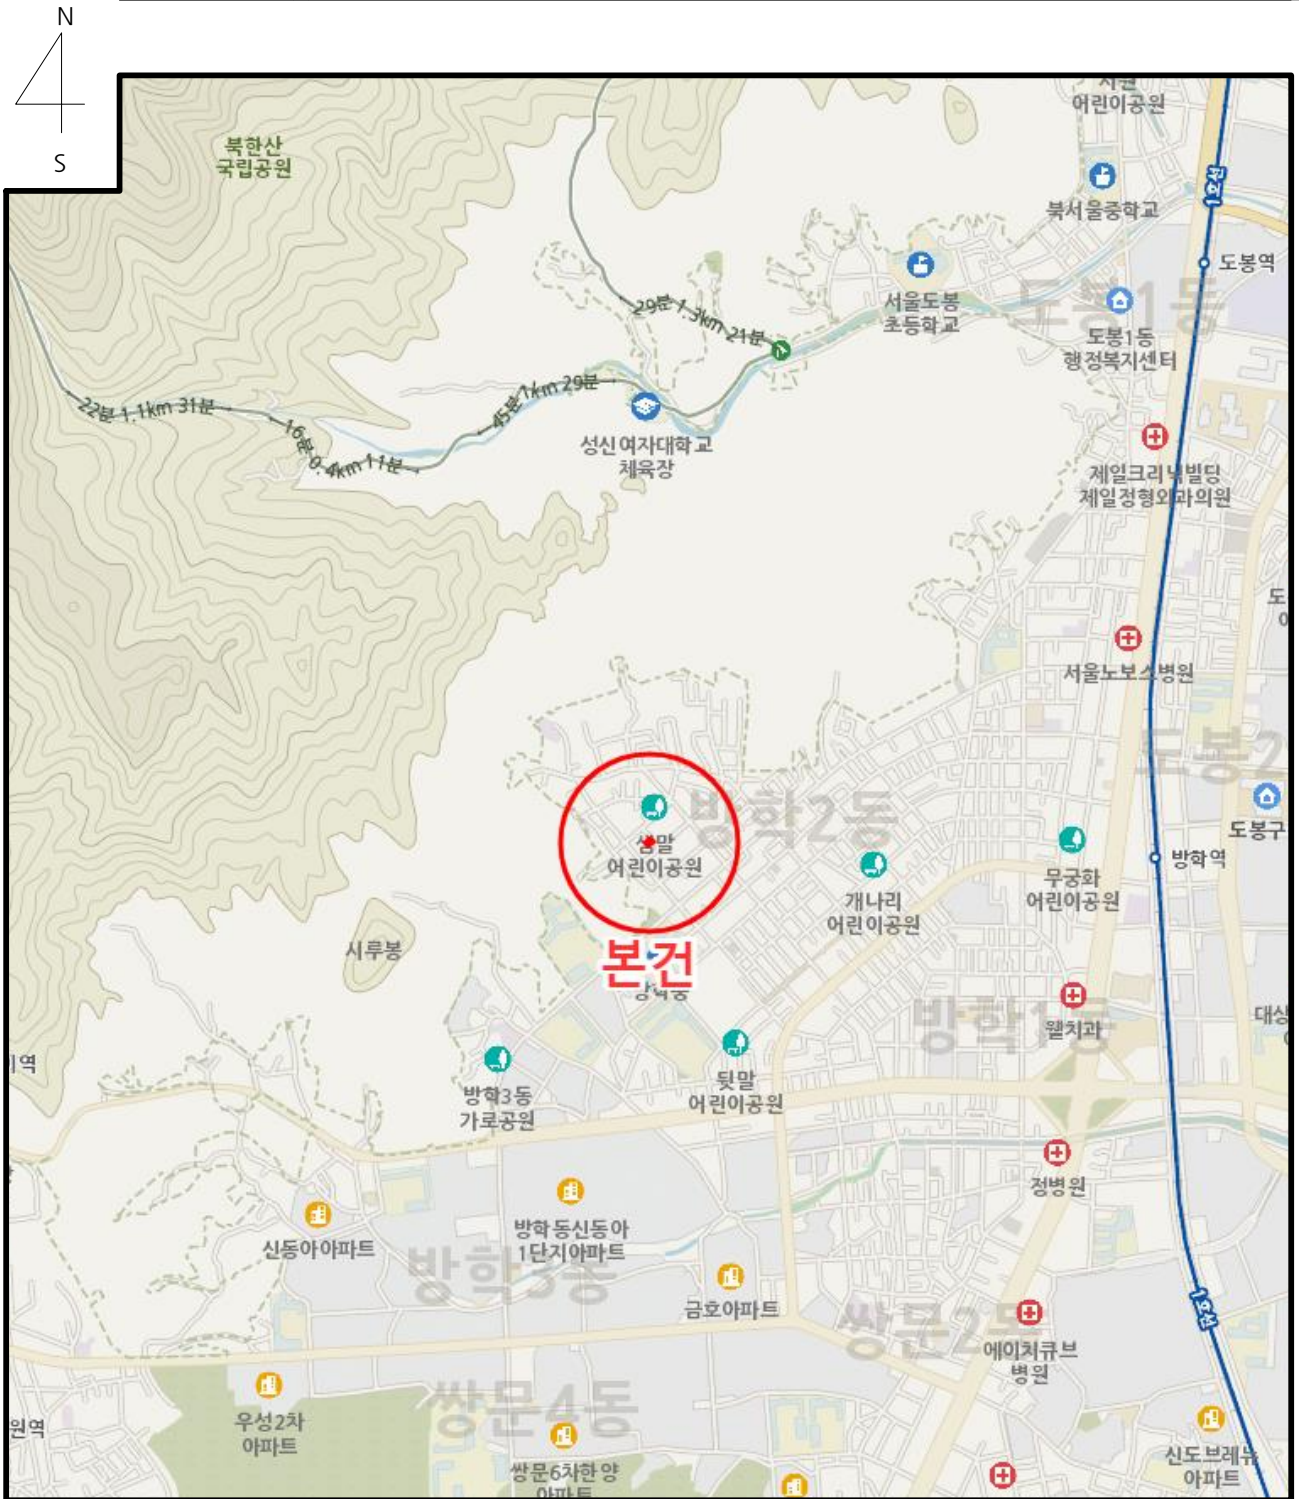 N
S
북한산
국립공원
어린이공원
북서울중학교
1호선
도봉역
서울도봉
초등학교
도봉1동
도봉1동
행정복지센터
29분 1.3km 21분
45분 1km 29분
22분 1.1km 31분
16분 0.4km 11분
성신여자대학교
체육장
제일크리닉빌딩
제일정형외과의원
서울노보스병원
도봉2
도봉구
방학2동
어린이공원
개나리
어린이공원
무궁화
어린이공원
방학역
시루봉
본건
방학1동
웰치과
대상
뒷말
어린이공원
방학3동
가로공원
정병원
신동아아파트
방학동신동아
1단지아파트
방학3동
금호아파트
쌍문2동
에이치큐브
병원
1호선
우성2차
아파트
쌍문4동
쌍문6차한양
아파트
신도브래뉴
아파트